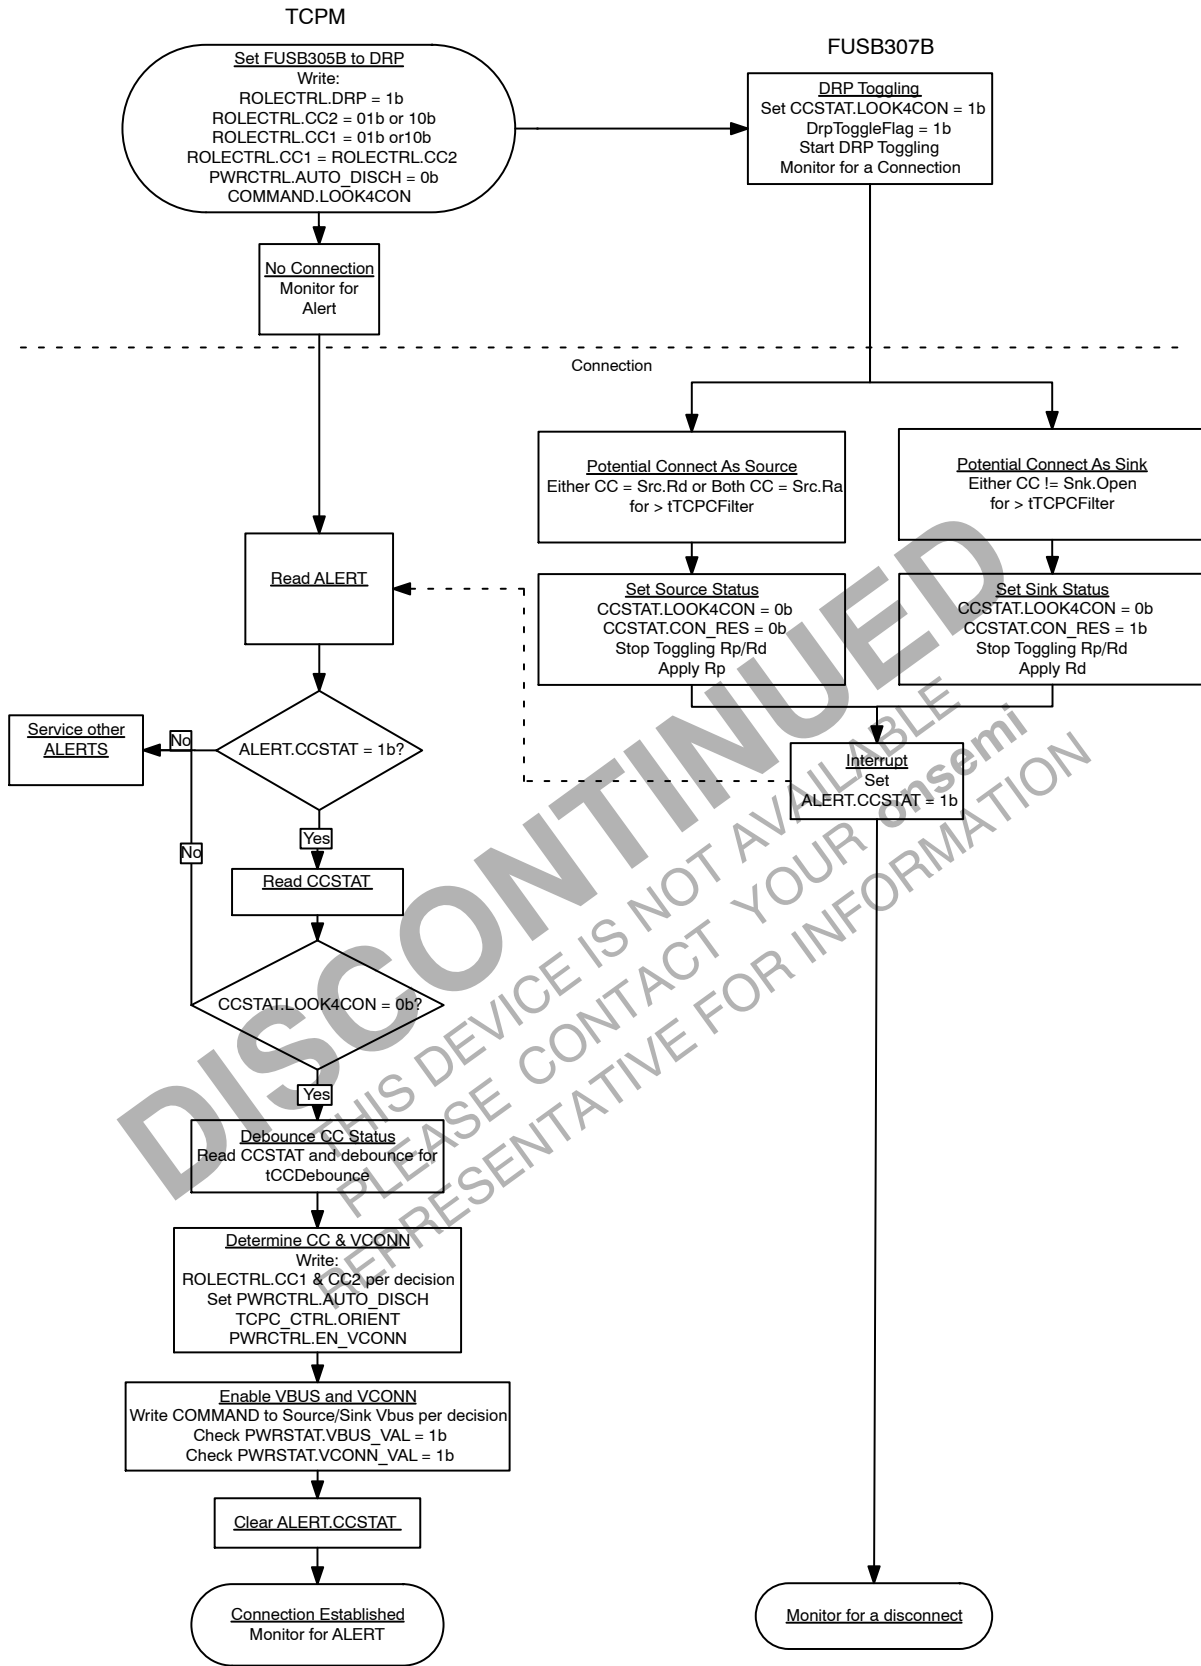 TCPM
Set FUSB305B to DRP
Write:
ROLECTRL.DRP = 1b
ROLECTRL.CC2 = 01b or 10b
ROLECTRL.CC1 = 01b or10b
ROLECTRL.CC1 = ROLECTRL.CC2
PWRCTRL.AUTO_DISCH = 0b
COMMAND.LOOK4CON
FUSB307B
DRP Toggling
Set CCSTAT.LOOK4CON = 1b
DrpToggleFlag = 1b
Start DRP Toggling
Monitor for a Connection
No Connection
Monitor for
Alert
Connection
Potential Connect As Source
Either CC = Src.Rd or Both CC = Src.Ra
for > tTCPCFilter
Potential Connect As Sink
Either CC != Snk.Open
for > tTCPCFilter
Read ALERT
Set Source Status
CCSTAT.LOOK4CON = 0b
CCSTAT.CON_RES = 0b
Stop Toggling Rp/Rd
Apply Rp
Set Sink Status
CCSTAT.LOOK4CON = 0b
CCSTAT.CON_RES = 1b
Stop Toggling Rp/Rd
Apply Rd
Service other
ALERTS
No
ALERT.CCSTAT = 1b?
Interrupt
Set
ALERT.CCSTAT = 1b
Yes
No
Read CCSTAT
CCSTAT.LOOK4CON = 0b?
Yes
Debounce CC Status
Read CCSTAT and debounce for
tCCDebounce
Determine CC & VCONN
Write:
ROLECTRL.CC1 & CC2 per decision
Set PWRCTRL.AUTO_DISCH
TCPC_CTRL.ORIENT
PWRCTRL.EN_VCONN
Enable VBUS and VCONN
Write COMMAND to Source/Sink Vbus per decision
Check PWRSTAT.VBUS_VAL = 1b
Check PWRSTAT.VCONN_VAL = 1b
Clear ALERT.CCSTAT
Connection Established
Monitor for ALERT
Monitor for a disconnect
DISCONTINUED
THIS DEVICE IS NOT AVAILABLE
PLEASE CONTACT YOUR onsemi
REPRESENTATIVE FOR INFORMATION